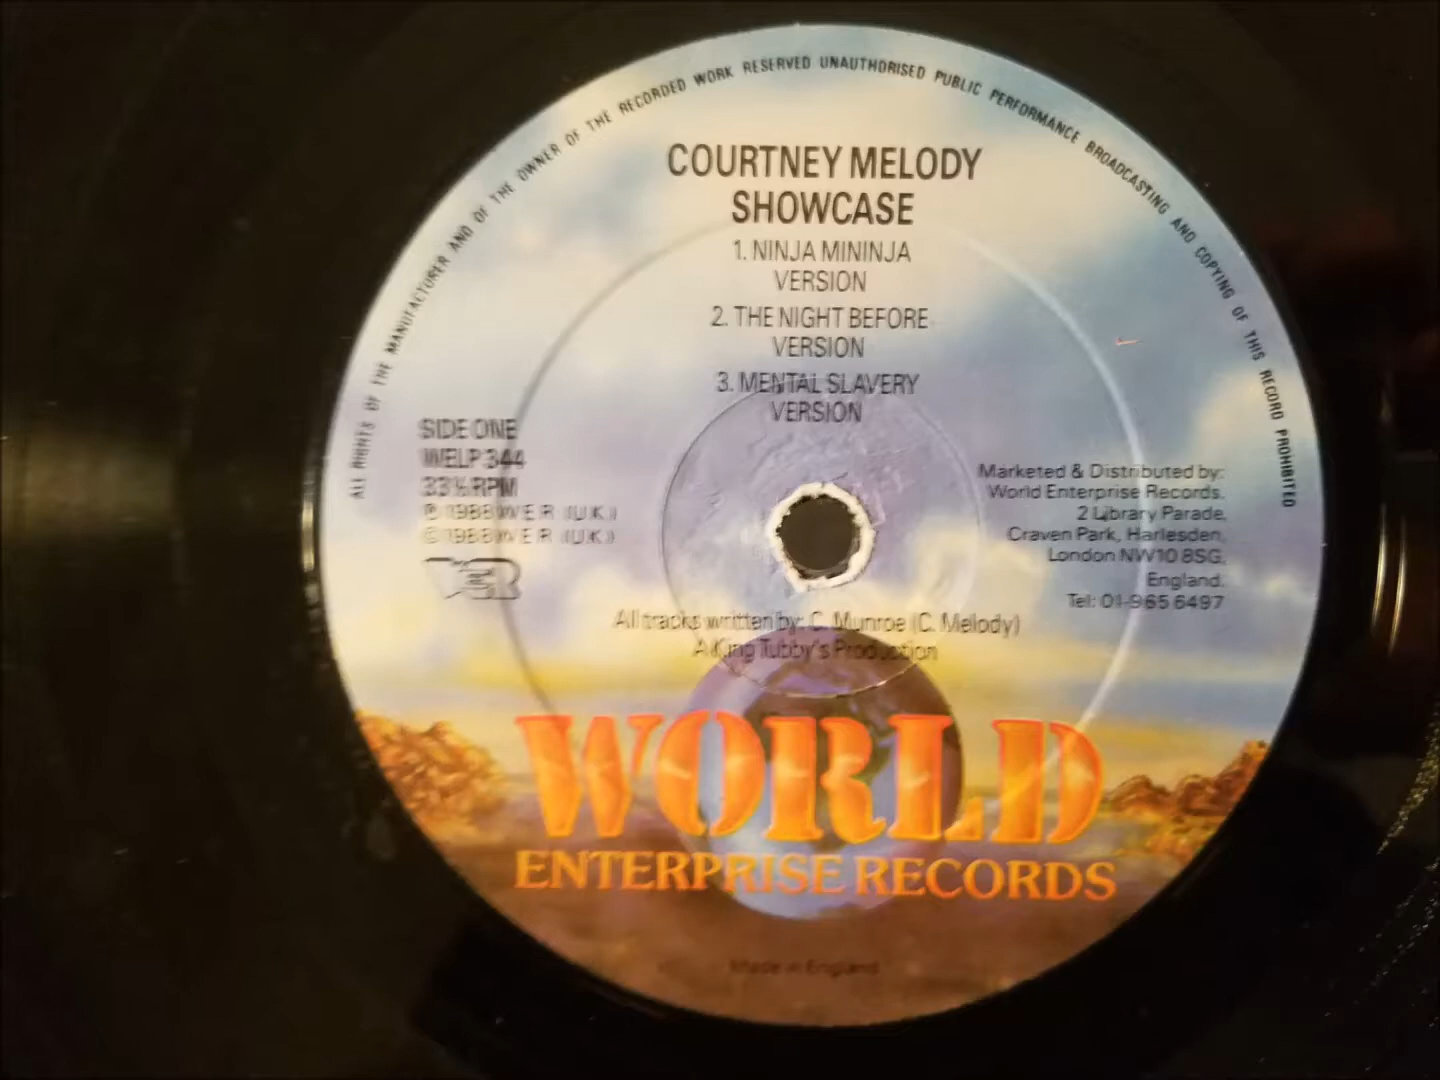 ALL RIGHTS OF THE MANUFACTURER AND OF THE OWNER OF THE RECORDED WORK RESERVED UNAUTHORISED PUBLIC PERFORMANCE BROADCASTING AND COPYING OF THIS RECORD PROHIBITED
COURTNEY MELODY
SHOWCASE
1. NINJA MININJA
VERSION
2. THE NIGHT BEFORE
VERSION
3. MENTAL SLAVERY
VERSION
SIDE ONE
WELP 344
33⅓ RPM
℗ 1988 W E R (U.K.)
© 1988 W E R (U.K.)
Marketed & Distributed by:
World Enterprise Records.
2 Library Parade,
Craven Park, Harlesden,
London NW10 8SG.
England.
Tel: 01-965 6497
All tracks written by: C. Munroe (C. Melody)
A King Tubby's Production
WORLD
ENTERPRISE RECORDS
Made in England